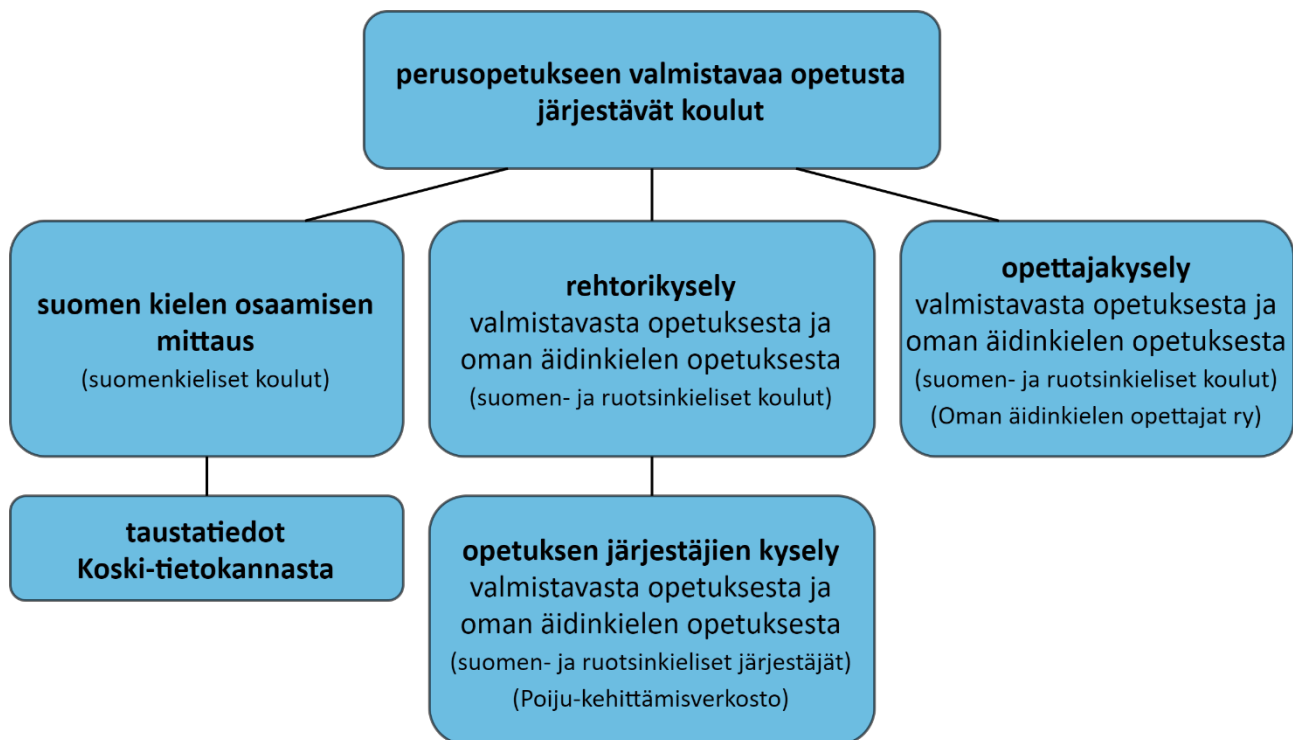 perusopetukseen valmistavaa opetusta
järjestävät koulut
suomen kielen osaamisen
mittaus
(suomenkieliset koulut)
rehtorikysely
valmistavasta opetuksesta ja
oman äidinkielen opetuksesta
(suomen- ja ruotsinkieliset koulut)
opettajakysely
valmistavasta opetuksesta ja
oman äidinkielen opetuksesta
(suomen- ja ruotsinkieliset koulut)
(Oman äidinkielen opettajat ry)
taustatiedot
Koski-tietokannasta
opetuksen järjestäjien kysely
valmistavasta opetuksesta ja
oman äidinkielen opetuksesta
(suomen- ja ruotsinkieliset järjestäjät)
(Poiju-kehittämisverkosto)